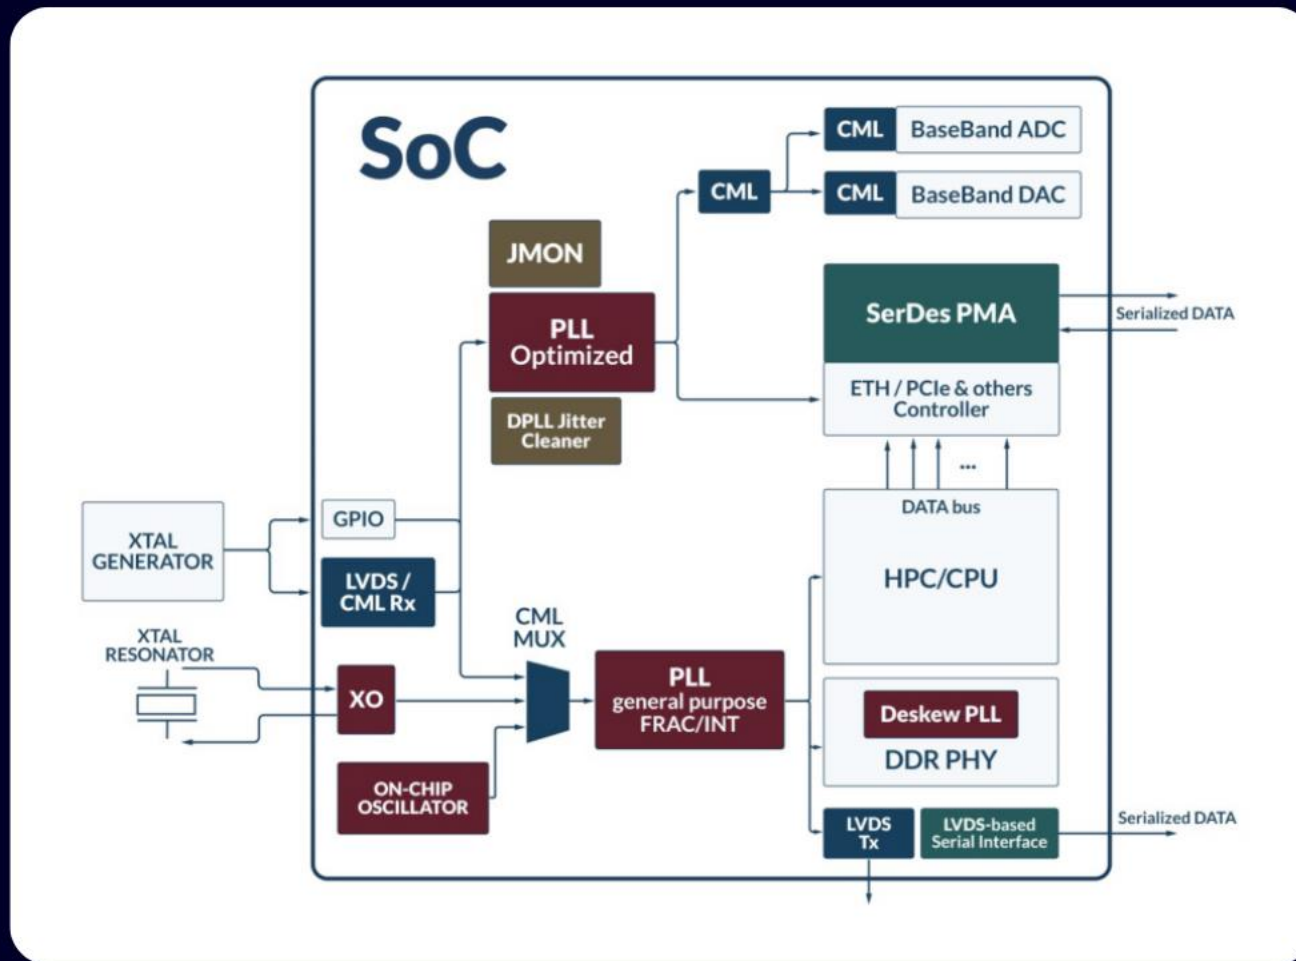 SoC
CML
BaseBand ADC
CML
CML
BaseBand DAC
JMON
PLL
Optimized
SerDes PMA
Serialized DATA
ETH / PCIe & others
Controller
DPLL Jitter
Cleaner
...
DATA bus
GPIO
XTAL
GENERATOR
LVDS /
CML Rx
HPC/CPU
CML
MUX
XTAL
RESONATOR
XO
PLL
general purpose
FRAC/INT
Deskew PLL
DDR PHY
ON-CHIP
OSCILLATOR
LVDS
Tx
LVDS-based
Serial Interface
Serialized DATA